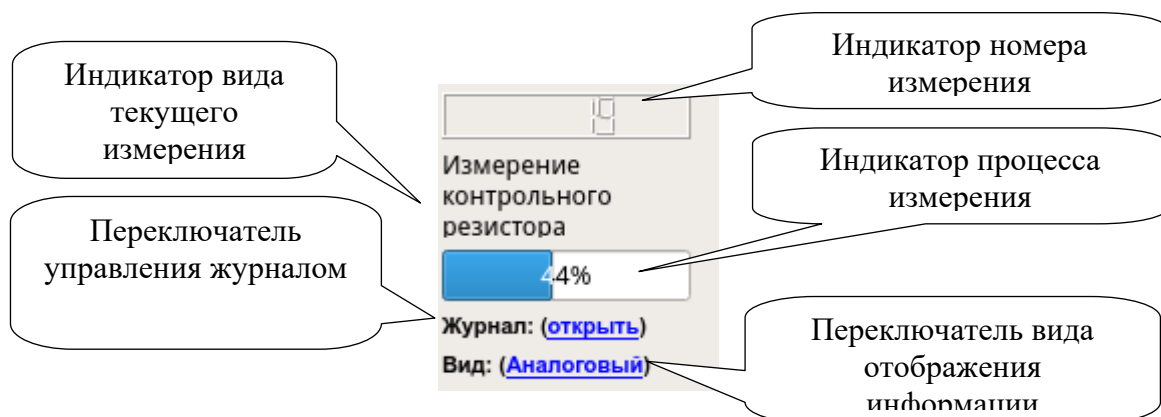 Индикатор вида
текущего
измерения
Переключатель
управления журналом
Индикатор номера
измерения
Индикатор процесса
измерения
Переключатель вида
отображения
информации
Измерение
контрольного
резистора
44%
Журнал: (открыть)
Вид: (Аналоговый)